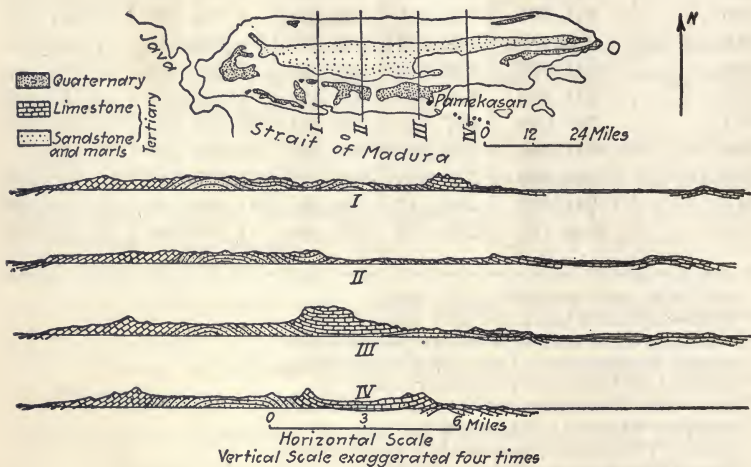 N
Java
Quaternary
Limestone
Sandstone
and marls
Tertiary
I II III IV
Pamekasan
Strait of Madura
0 12 24 Miles
I
II
III
IV
0 3 6 Miles
Horizontal Scale
Vertical Scale exaggerated four times